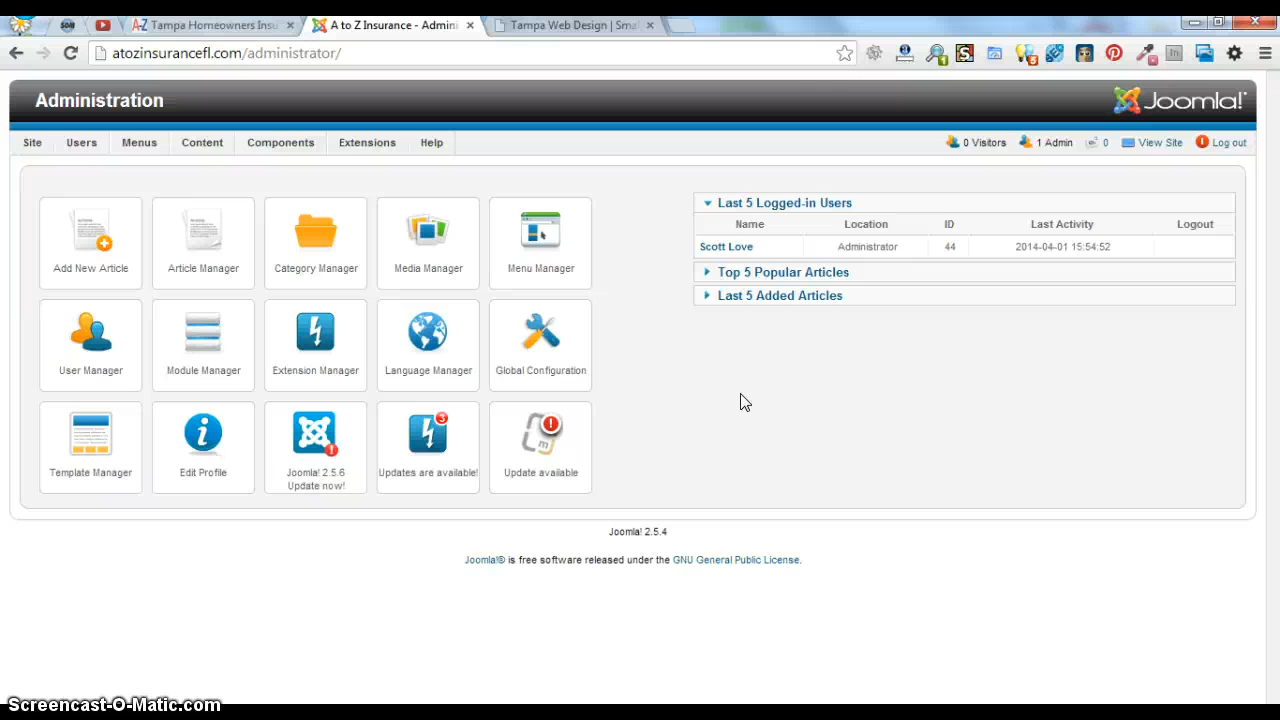 Tampa Homeowners Insu
A to Z Insurance - Admini
Tampa Web Design | Sma
atozinsurancefl.com/administrator/
Administration
Joomla!
Site Users Menus Content Components Extensions Help
0 Visitors 1 Admin 0 View Site Log out
Add New Article
Article Manager
Category Manager
Media Manager
Menu Manager
User Manager
Module Manager
Extension Manager
Language Manager
Global Configuration
Template Manager
Edit Profile
Joomla! 2.5.6
Update now!
3
Updates are available!
Update available
Last 5 Logged-in Users
Name Location ID Last Activity Logout
Scott Love Administrator 44 2014-04-01 15:54:52
Top 5 Popular Articles
Last 5 Added Articles
Joomla! 2.5.4
Joomla!® is free software released under the GNU General Public License.
Screencast-O-Matic.com